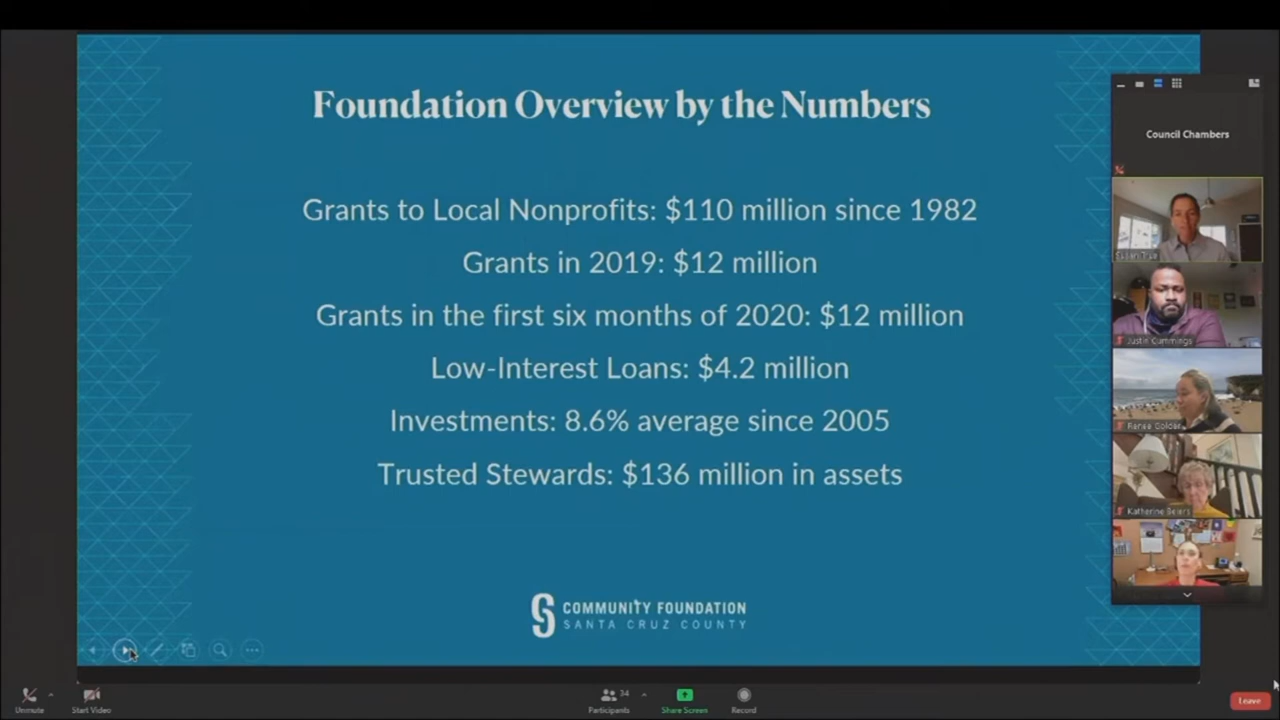 Foundation Overview by the Numbers
Grants to Local Nonprofits: $110 million since 1982
Grants in 2019: $12 million
Grants in the first six months of 2020: $12 million
Low-Interest Loans: $4.2 million
Investments: 8.6% average since 2005
Trusted Stewards: $136 million in assets
COMMUNITY FOUNDATION
SANTA CRUZ COUNTY
Council Chambers
Susan True
Justin Cummings
Renee Golder
Katherine Beiers
Unmute
Start Video
34
Participants
Share Screen
Record
Leave